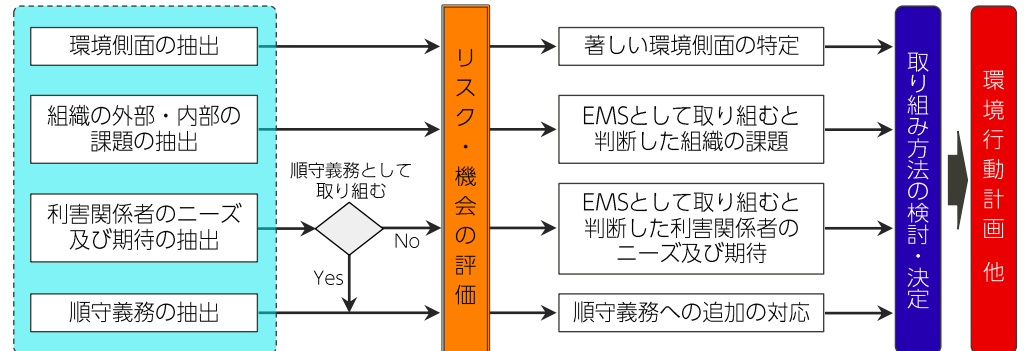 環境側面の抽出
組織の外部・内部の
課題の抽出
利害関係者のニーズ
及び期待の抽出
順守義務の抽出
順守義務として
取り組む
No
Yes
リスク・機会の評価
著しい環境側面の特定
EMSとして取り組むと
判断した組織の課題
EMSとして取り組むと
判断した利害関係者の
ニーズ及び期待
順守義務への追加の対応
取り組み方法の検討・決定
環境行動計画 他